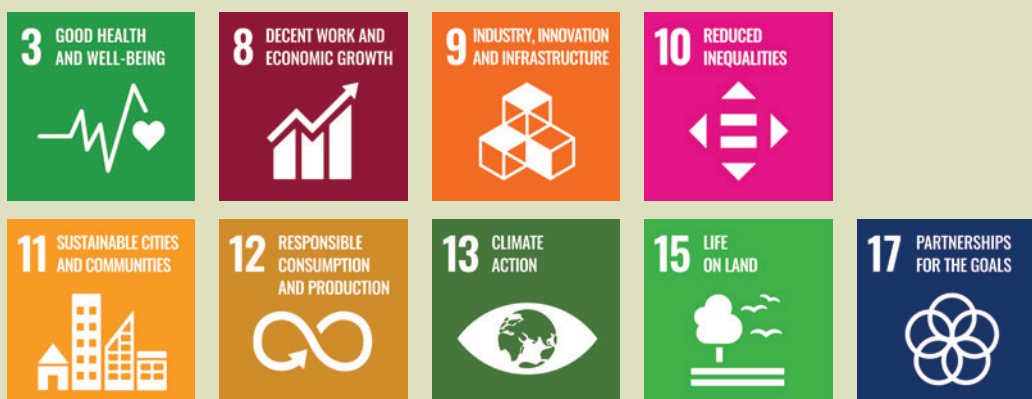 3 GOOD HEALTH
AND WELL-BEING
8 DECENT WORK AND
ECONOMIC GROWTH
9 INDUSTRY, INNOVATION
AND INFRASTRUCTURE
10 REDUCED
INEQUALITIES
11 SUSTAINABLE CITIES
AND COMMUNITIES
12 RESPONSIBLE
CONSUMPTION
AND PRODUCTION
13 CLIMATE
ACTION
15 LIFE
ON LAND
17 PARTNERSHIPS
FOR THE GOALS